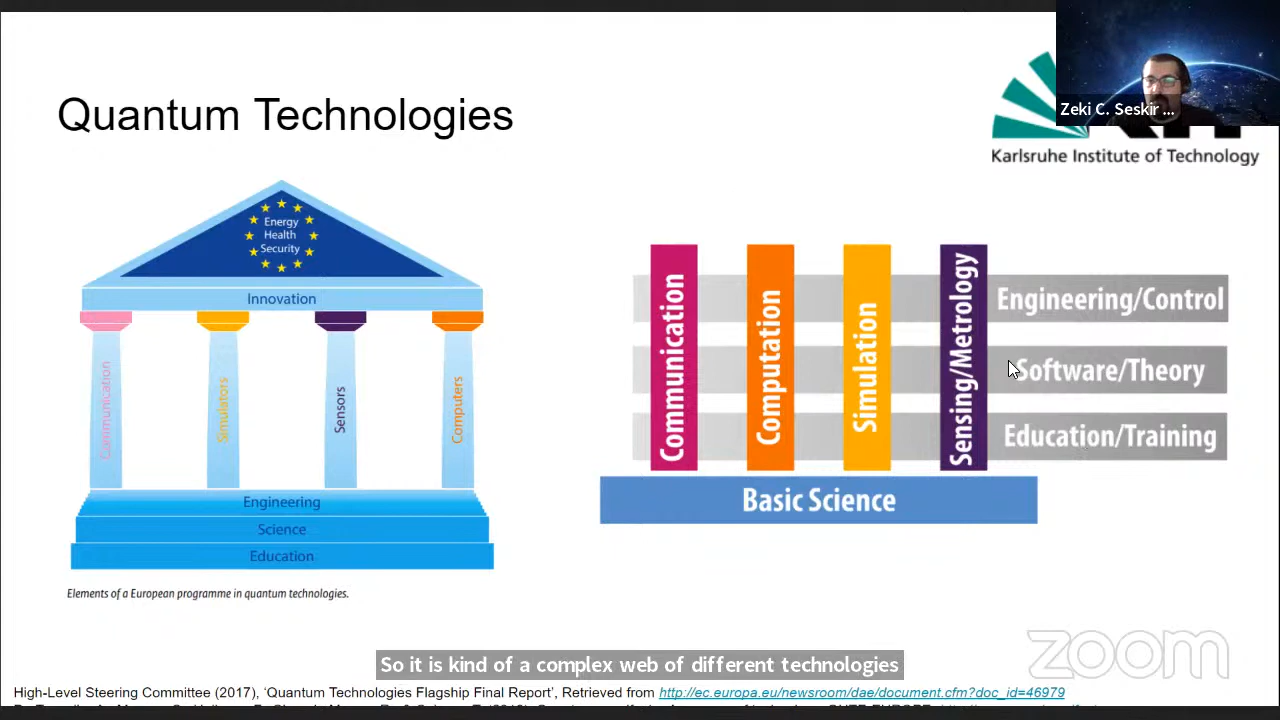 Zeki C. Seskir ...
Karlsruhe Institute of Technology
Quantum Technologies
Energy
Health
Security
Innovation
Communication
Simulators
Sensors
Computers
Engineering
Science
Education
Elements of a European programme in quantum technologies.
Communication
Computation
Simulation
Sensing/Metrology
Engineering/Control
Software/Theory
Education/Training
Basic Science
So it is kind of a complex web of different technologies
zoom
High-Level Steering Committee (2017), 'Quantum Technologies Flagship Final Report', Retrieved from http://ec.europa.eu/newsroom/dae/document.cfm?doc_id=46979